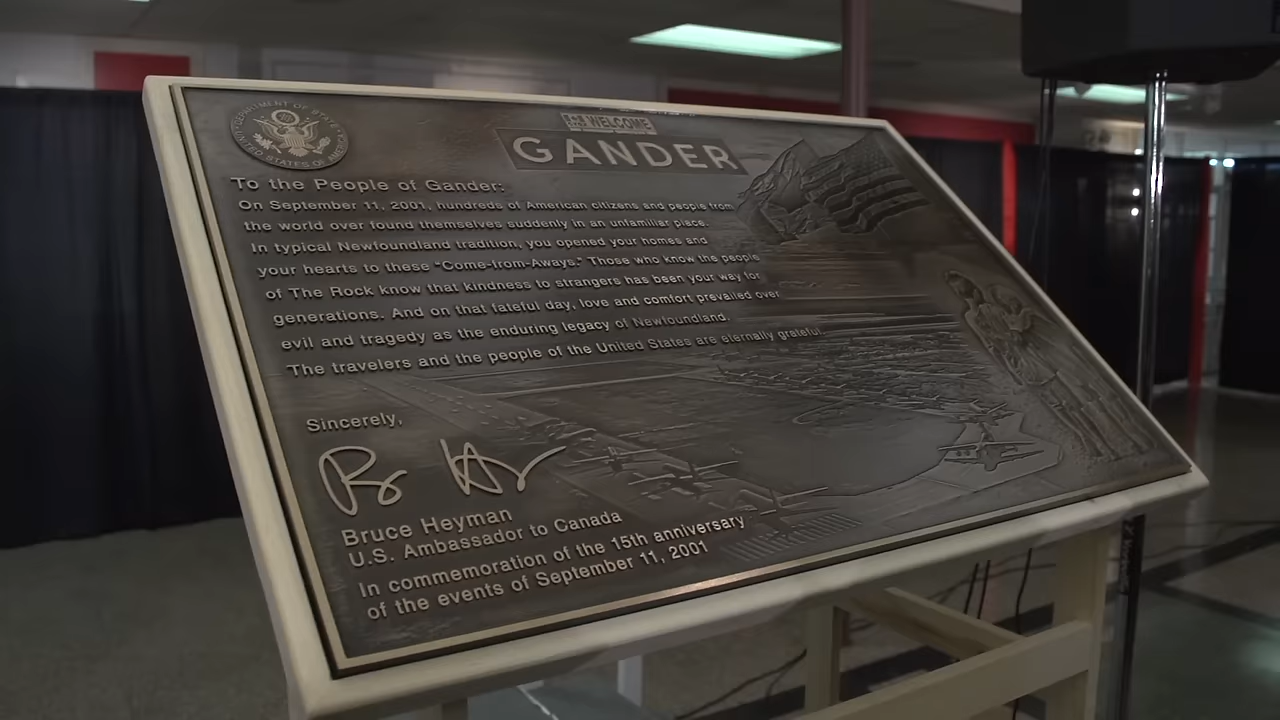 DEPARTMENT OF STATE
UNITED STATES OF AMERICA
WELCOME
GANDER
To the People of Gander:
On September 11, 2001, hundreds of American citizens and people from
the world over found themselves suddenly in an unfamiliar place.
In typical Newfoundland tradition, you opened your homes and
your hearts to these "Come-from-Aways." Those who know the people
of The Rock know that kindness to strangers has been your way for
generations. And on that fateful day, love and comfort prevailed over
evil and tragedy as the enduring legacy of Newfoundland.
The travelers and the people of the United States are eternally grateful.
Sincerely,
Bruce Heyman
U.S. Ambassador to Canada
In commemoration of the 15th anniversary
of the events of September 11, 2001